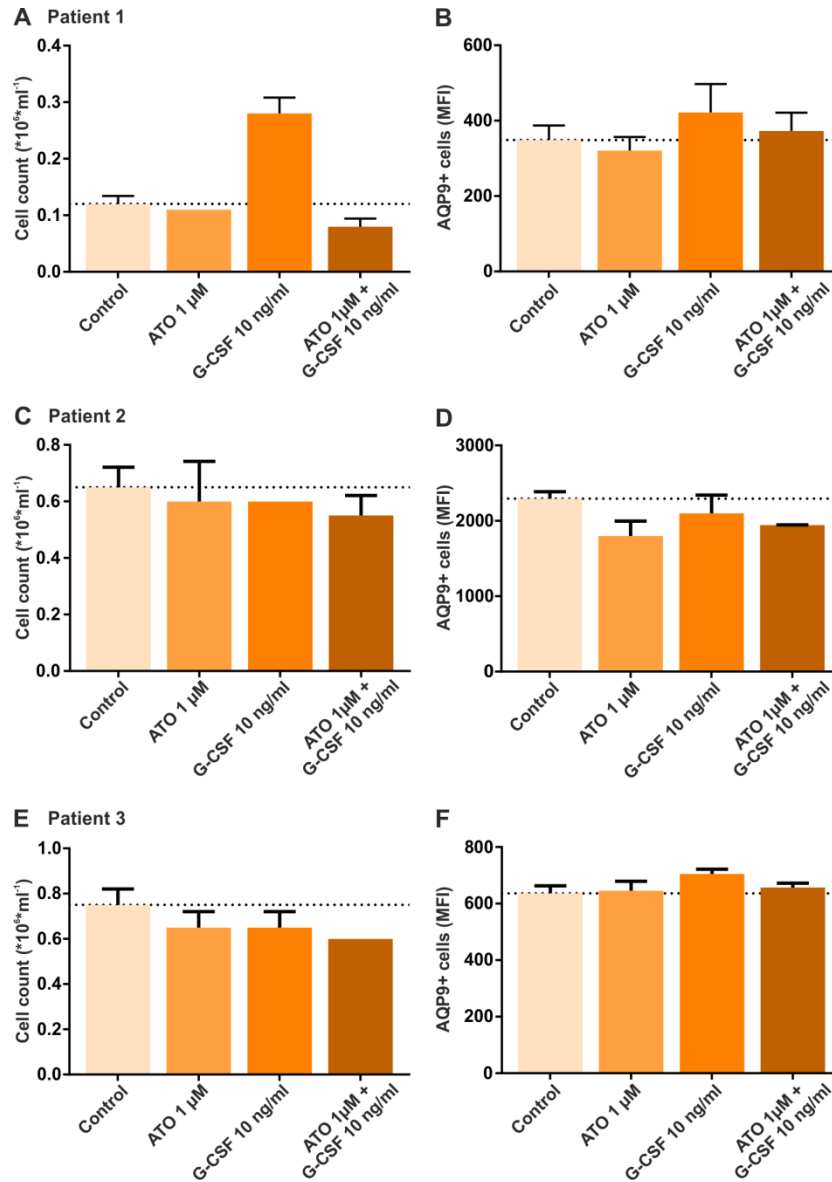 A Patient 1
Cell count (*10⁶*ml⁻¹)
0.4
0.3
0.2
0.1
0.0
Control
ATO 1 µM
G-CSF 10 ng/ml
ATO 1µM +
G-CSF 10 ng/ml
B
AQP9+ cells (MFI)
600
400
200
0
Control
ATO 1 µM
G-CSF 10 ng/ml
ATO 1µM +
G-CSF 10 ng/ml
C Patient 2
Cell count (*10⁶*ml⁻¹)
0.8
0.6
0.4
0.2
0.0
Control
ATO 1 µM
G-CSF 10 ng/ml
ATO 1µM +
G-CSF 10 ng/ml
D
AQP9+ cells (MFI)
3000
2000
1000
0
Control
ATO 1 µM
G-CSF 10 ng/ml
ATO 1µM +
G-CSF 10 ng/ml
E Patient 3
Cell count (*10⁶*ml⁻¹)
1.0
0.8
0.6
0.4
0.2
0.0
Control
ATO 1 µM
G-CSF 10 ng/ml
ATO 1µM +
G-CSF 10 ng/ml
F
AQP9+ cells (MFI)
800
600
400
200
0
Control
ATO 1 µM
G-CSF 10 ng/ml
ATO 1µM +
G-CSF 10 ng/ml